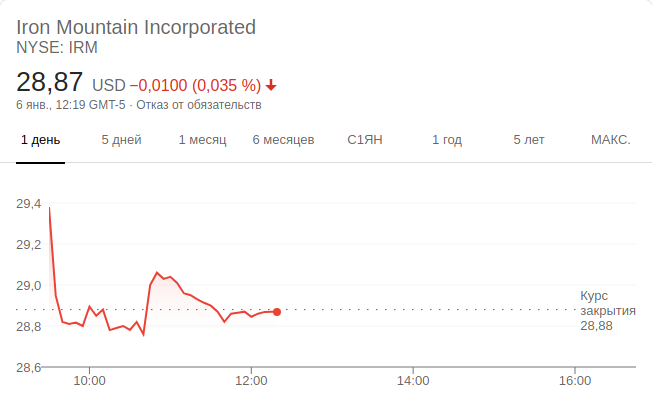 Iron Mountain Incorporated
NYSE: IRM
28,87 USD −0,0100 (0,035 %)
6 янв., 12:19 GMT-5 · Отказ от обязательств
1 день 5 дней 1 месяц 6 месяцев С1ЯН 1 год 5 лет МАКС.
29,4
29,2
29,0
28,8
28,6
Курс
закрытия
28,88
10:00 12:00 14:00 16:00